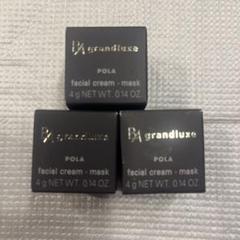 BA grandluxe
POLA
facial cream - mask
4 g NET WT. 0.14 OZ.
BA grandluxe
POLA
facial cream - mask
4 g NET WT. 0.14 OZ.
BA grandluxe
POLA
facial cream - mask
4 g NET WT. 0.14 OZ.